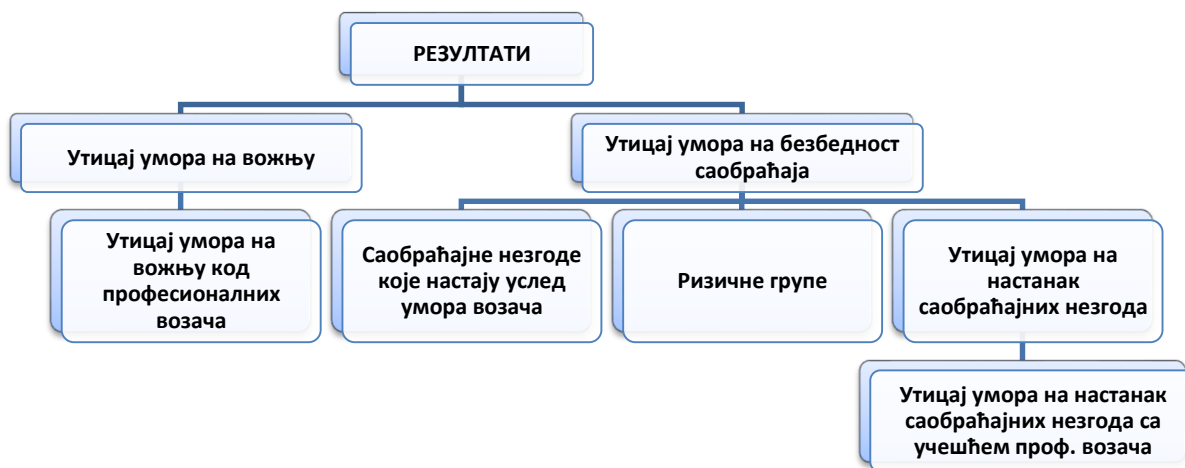 РЕЗУЛТАТИ
Утицај умора на вожњу
Утицај умора на безбедност
саобраћаја
Утицај умора на
вожњу код
професионалних
возача
Саобраћајне незгоде
које настају услед
умора возача
Ризичне групе
Утицај умора на
настанак
саобраћајних незгода
Утицај умора на настанак
саобраћајних незгода са
учешћем проф. возача